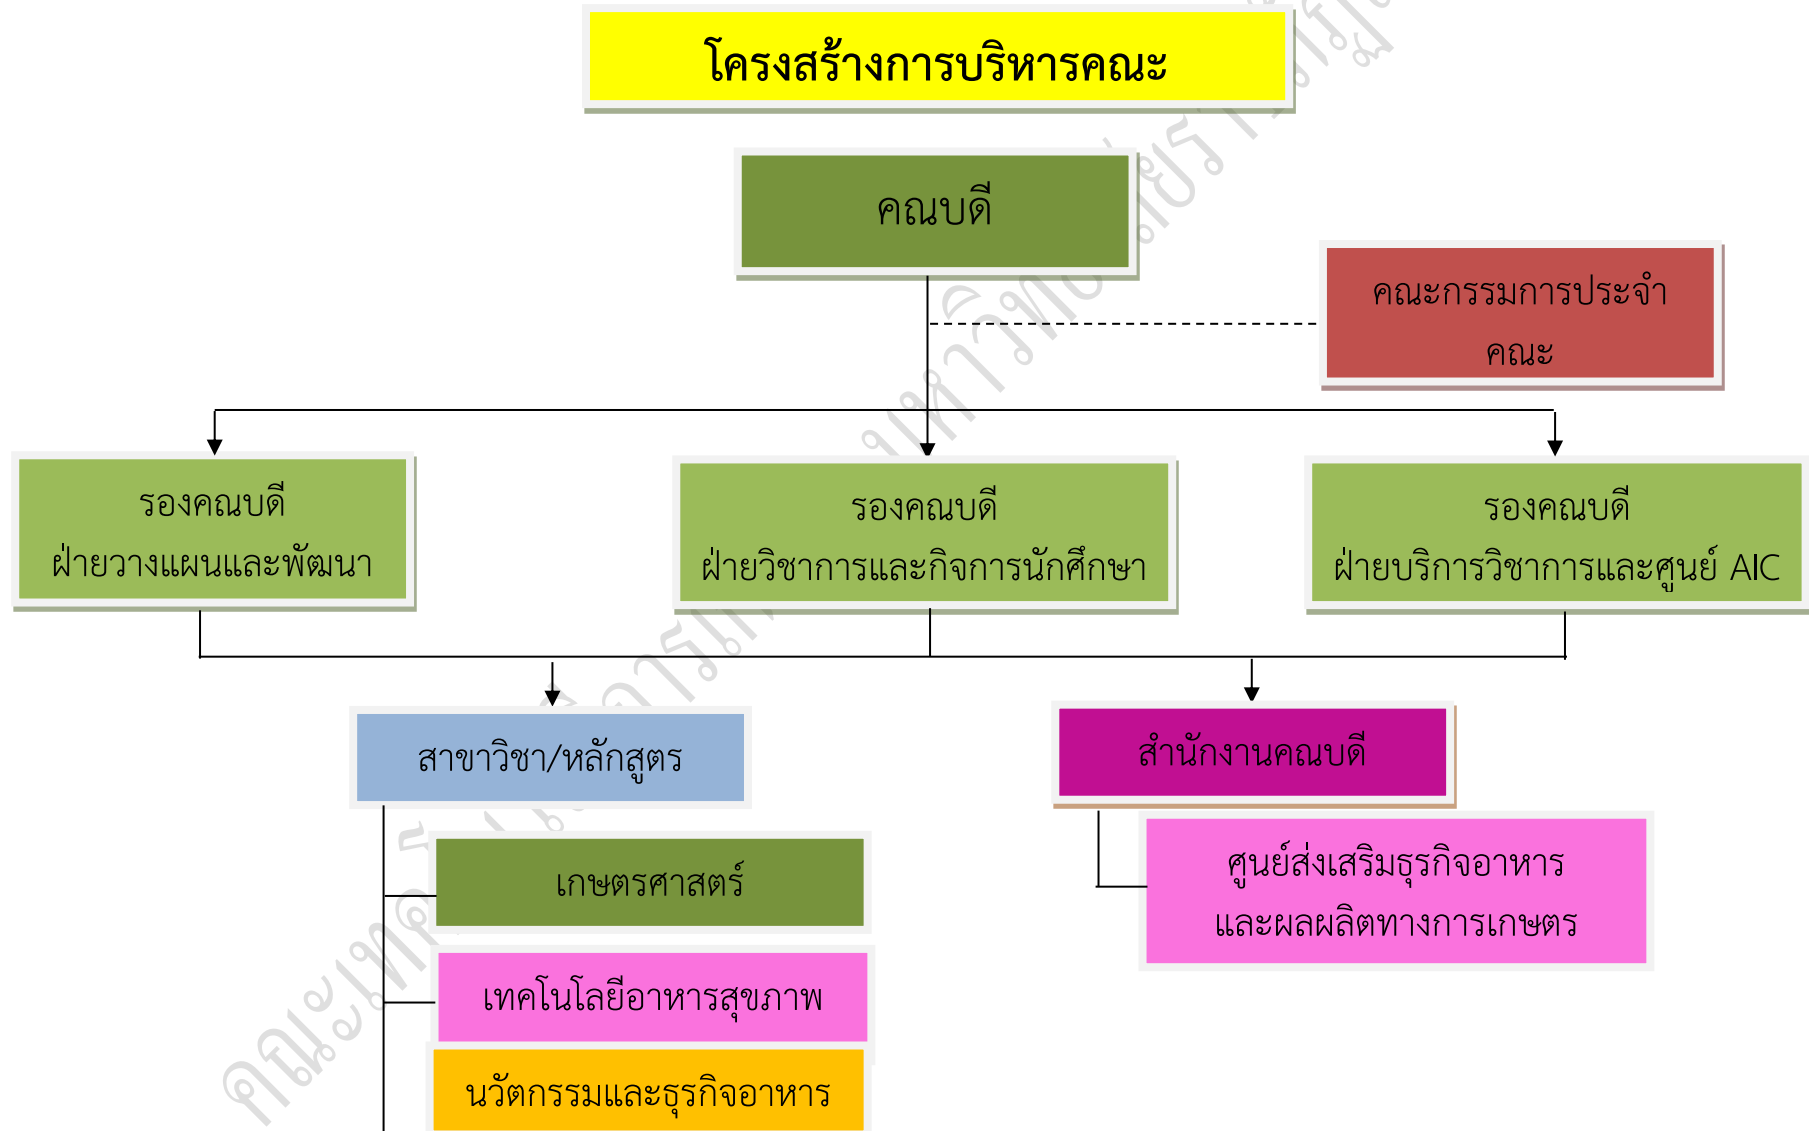 โครงสร้างการบริหารคณะ
คณบดี
คณะกรรมการประจำ
คณะ
รองคณบดี
ฝ่ายวางแผนและพัฒนา
รองคณบดี
ฝ่ายวิชาการและกิจการนักศึกษา
รองคณบดี
ฝ่ายบริการวิชาการและศูนย์ AIC
สาขาวิชา/หลักสูตร
สำนักงานคณบดี
เกษตรศาสตร์
เทคโนโลยีอาหารสุขภาพ
นวัตกรรมและธุรกิจอาหาร
ศูนย์ส่งเสริมธุรกิจอาหาร
และผลผลิตทางการเกษตร